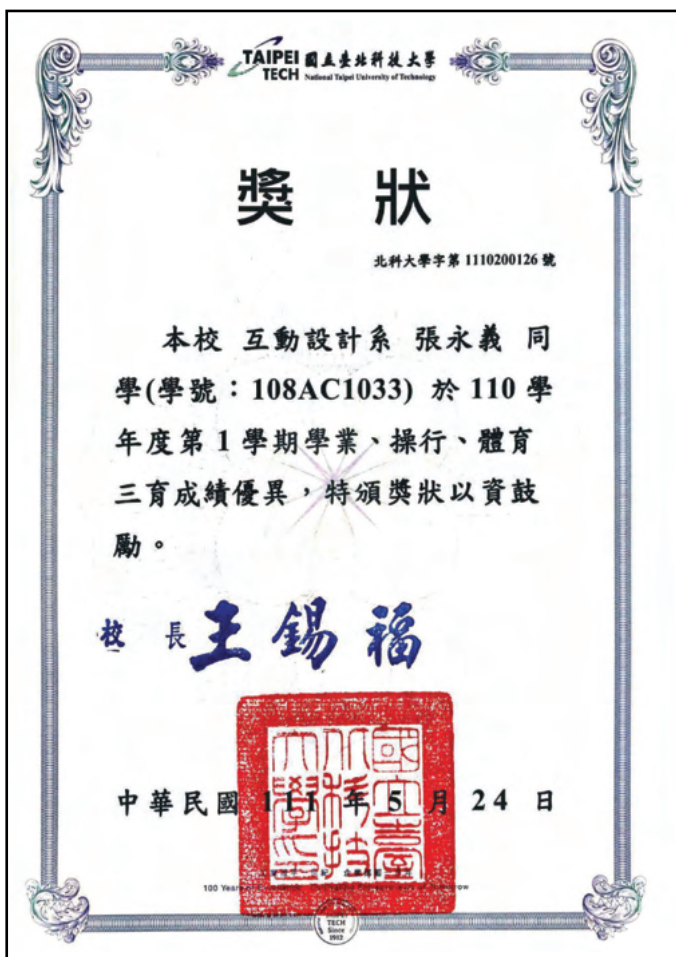 TAIPEI TECH 國立臺北科技大學
National Taipei University of Technology
獎 狀
北科大學字第 1110200126 號
本校 互動設計系 張永義 同
學(學號：108AC1033) 於 110 學
年度第 1 學期學業、操行、體育
三育成績優異，特頒獎狀以資鼓
勵。
校 長 王錫福
中華民國 111 年 5 月 24 日
100 Years
TECH
Since
1912